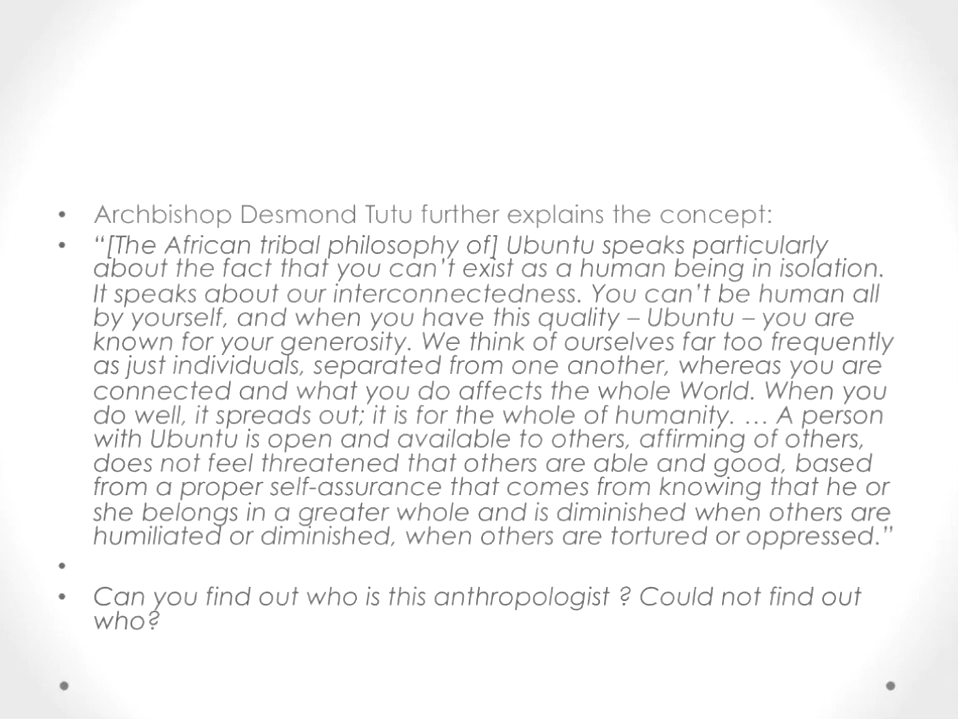 • Archbishop Desmond Tutu further explains the concept:
• “[The African tribal philosophy of] Ubuntu speaks particularly
about the fact that you can’t exist as a human being in isolation.
It speaks about our interconnectedness. You can’t be human all
by yourself, and when you have this quality – Ubuntu – you are
known for your generosity. We think of ourselves far too frequently
as just individuals, separated from one another, whereas you are
connected and what you do affects the whole World. When you
do well, it spreads out; it is for the whole of humanity. … A person
with Ubuntu is open and available to others, affirming of others,
does not feel threatened that others are able and good, based
from a proper self-assurance that comes from knowing that he or
she belongs in a greater whole and is diminished when others are
humiliated or diminished, when others are tortured or oppressed.”
•
• Can you find out who is this anthropologist ? Could not find out
who?